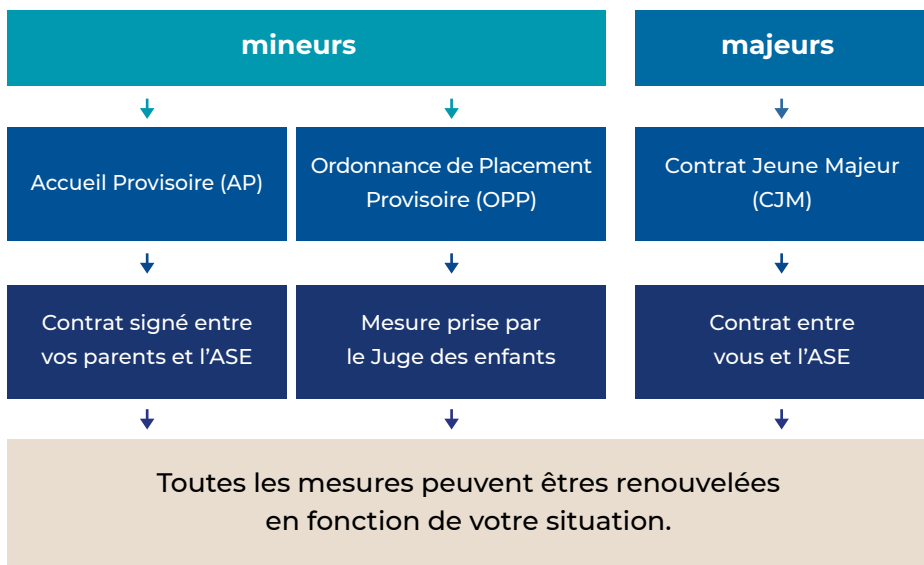 mineurs
majeurs
Accueil Provisoire (AP)
Ordonnance de Placement
Provisoire (OPP)
Contrat Jeune Majeur
(CJM)
Contrat signé entre
vos parents et l’ASE
Mesure prise par
le Juge des enfants
Contrat entre
vous et l’ASE
Toutes les mesures peuvent êtres renouvelées
en fonction de votre situation.